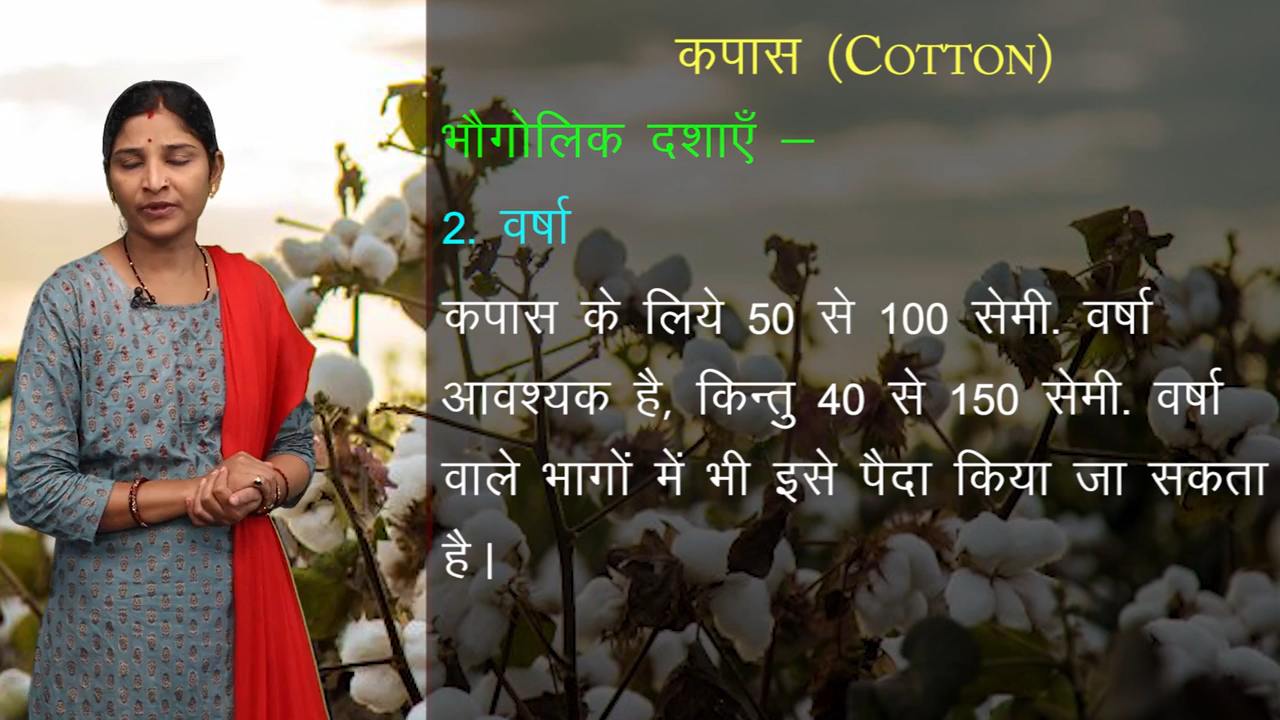 कपास (COTTON)
भौगोलिक दशाएँ –
2. वर्षा
कपास के लिये 50 से 100 सेमी. वर्षा
आवश्यक है, किन्तु 40 से 150 सेमी. वर्षा
वाले भागों में भी इसे पैदा किया जा सकता
है।